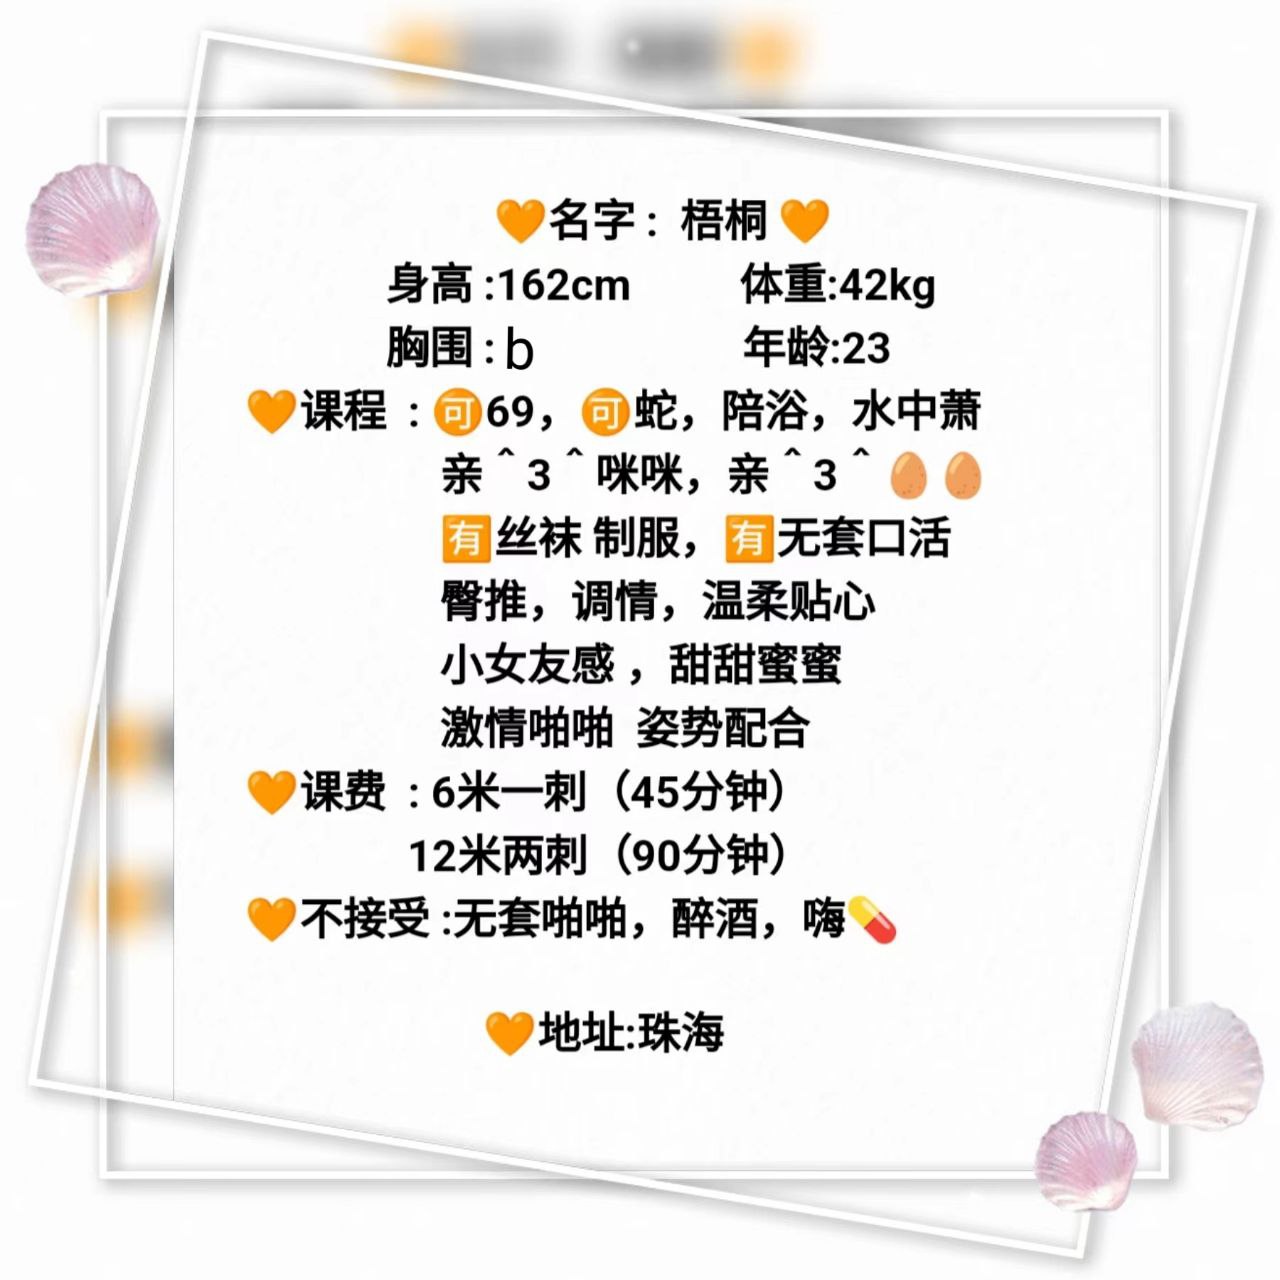 🧡名字： 梧桐 🧡
身高 :162cm 体重:42kg
胸围 : b 年龄:23
🧡课程 ：🉑69，🉑蛇，陪浴，水中萧
亲＾3＾咪咪，亲＾3＾🥚🥚
🈶丝袜 制服，🈶无套口活
臀推，调情，温柔贴心
小女友感 ，甜甜蜜蜜
激情啪啪 姿势配合
🧡课费 ：6米一刺（45分钟）
12米两刺（90分钟）
🧡不接受 :无套啪啪，醉酒，嗨💊
🧡地址:珠海